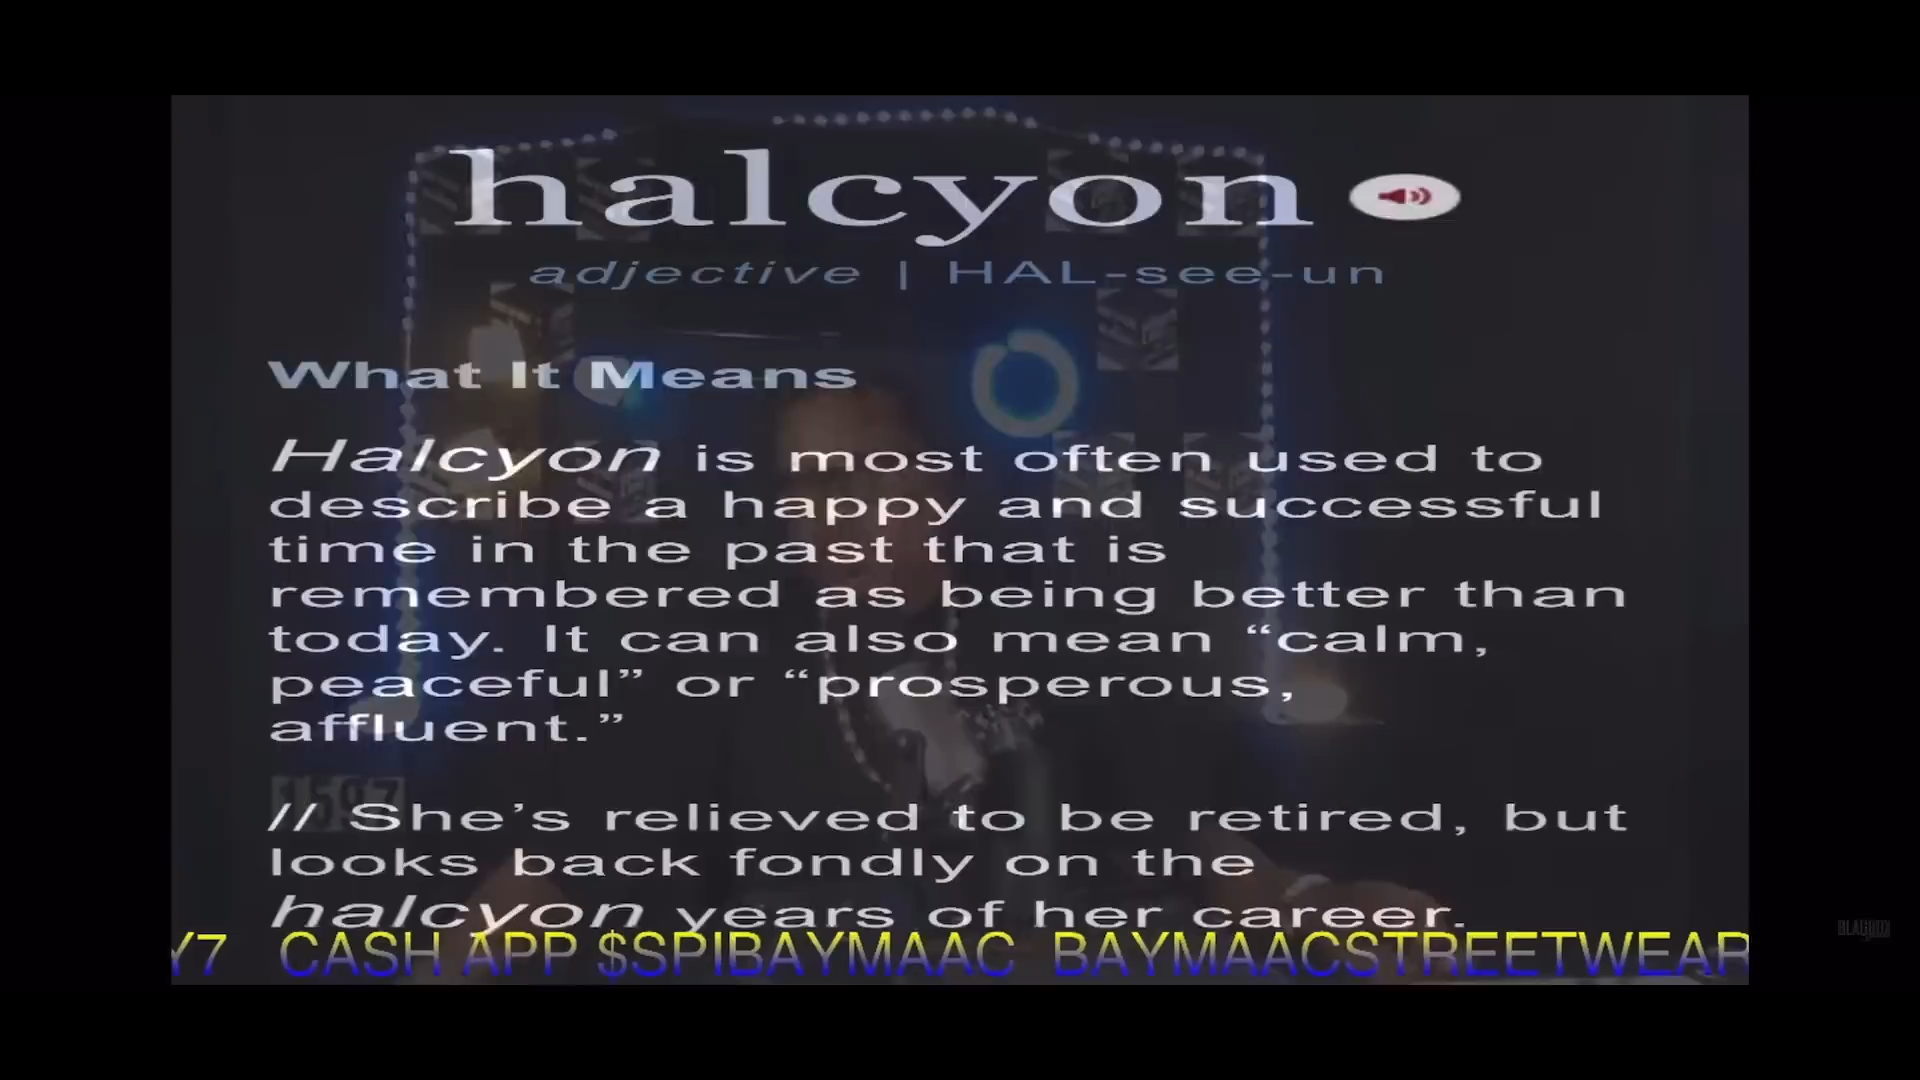 halcyon
adjective | HAL-see-un
What It Means
Halcyon is most often used to
describe a happy and successful
time in the past that is
remembered as being better than
today. It can also mean “calm,
peaceful” or “prosperous,
affluent.”
1597
// She’s relieved to be retired, but
looks back fondly on the
halcyon years of her career.
Y7 CASH APP $SPIBAYMAAC BAYMAACSTREETWEAR